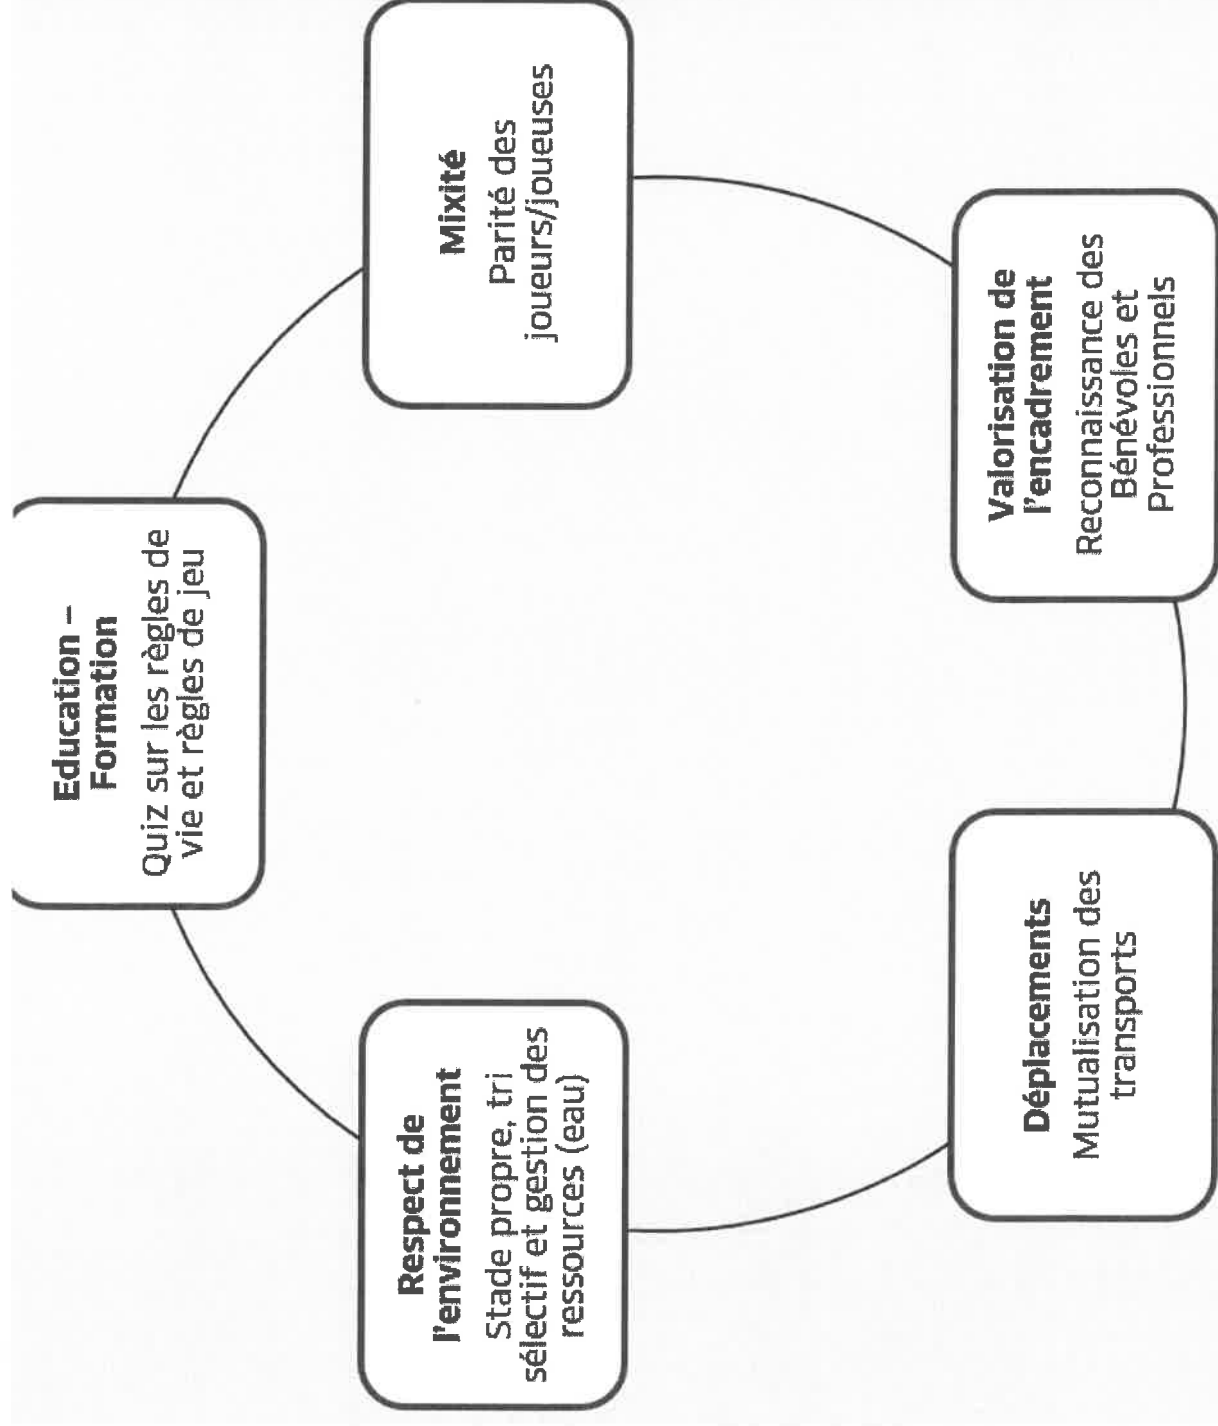 Education –
Formation
Quiz sur les règles de
vie et règles de jeu
Mixité
Parité des
joueurs/joueuses
Valorisation de
l'encadrement
Reconnaissance des
Bénévoles et
Professionnels
Déplacements
Mutualisation des
transports
Respect de
l'environnement
Stade propre, tri
sélectif et gestion des
ressources (eau)